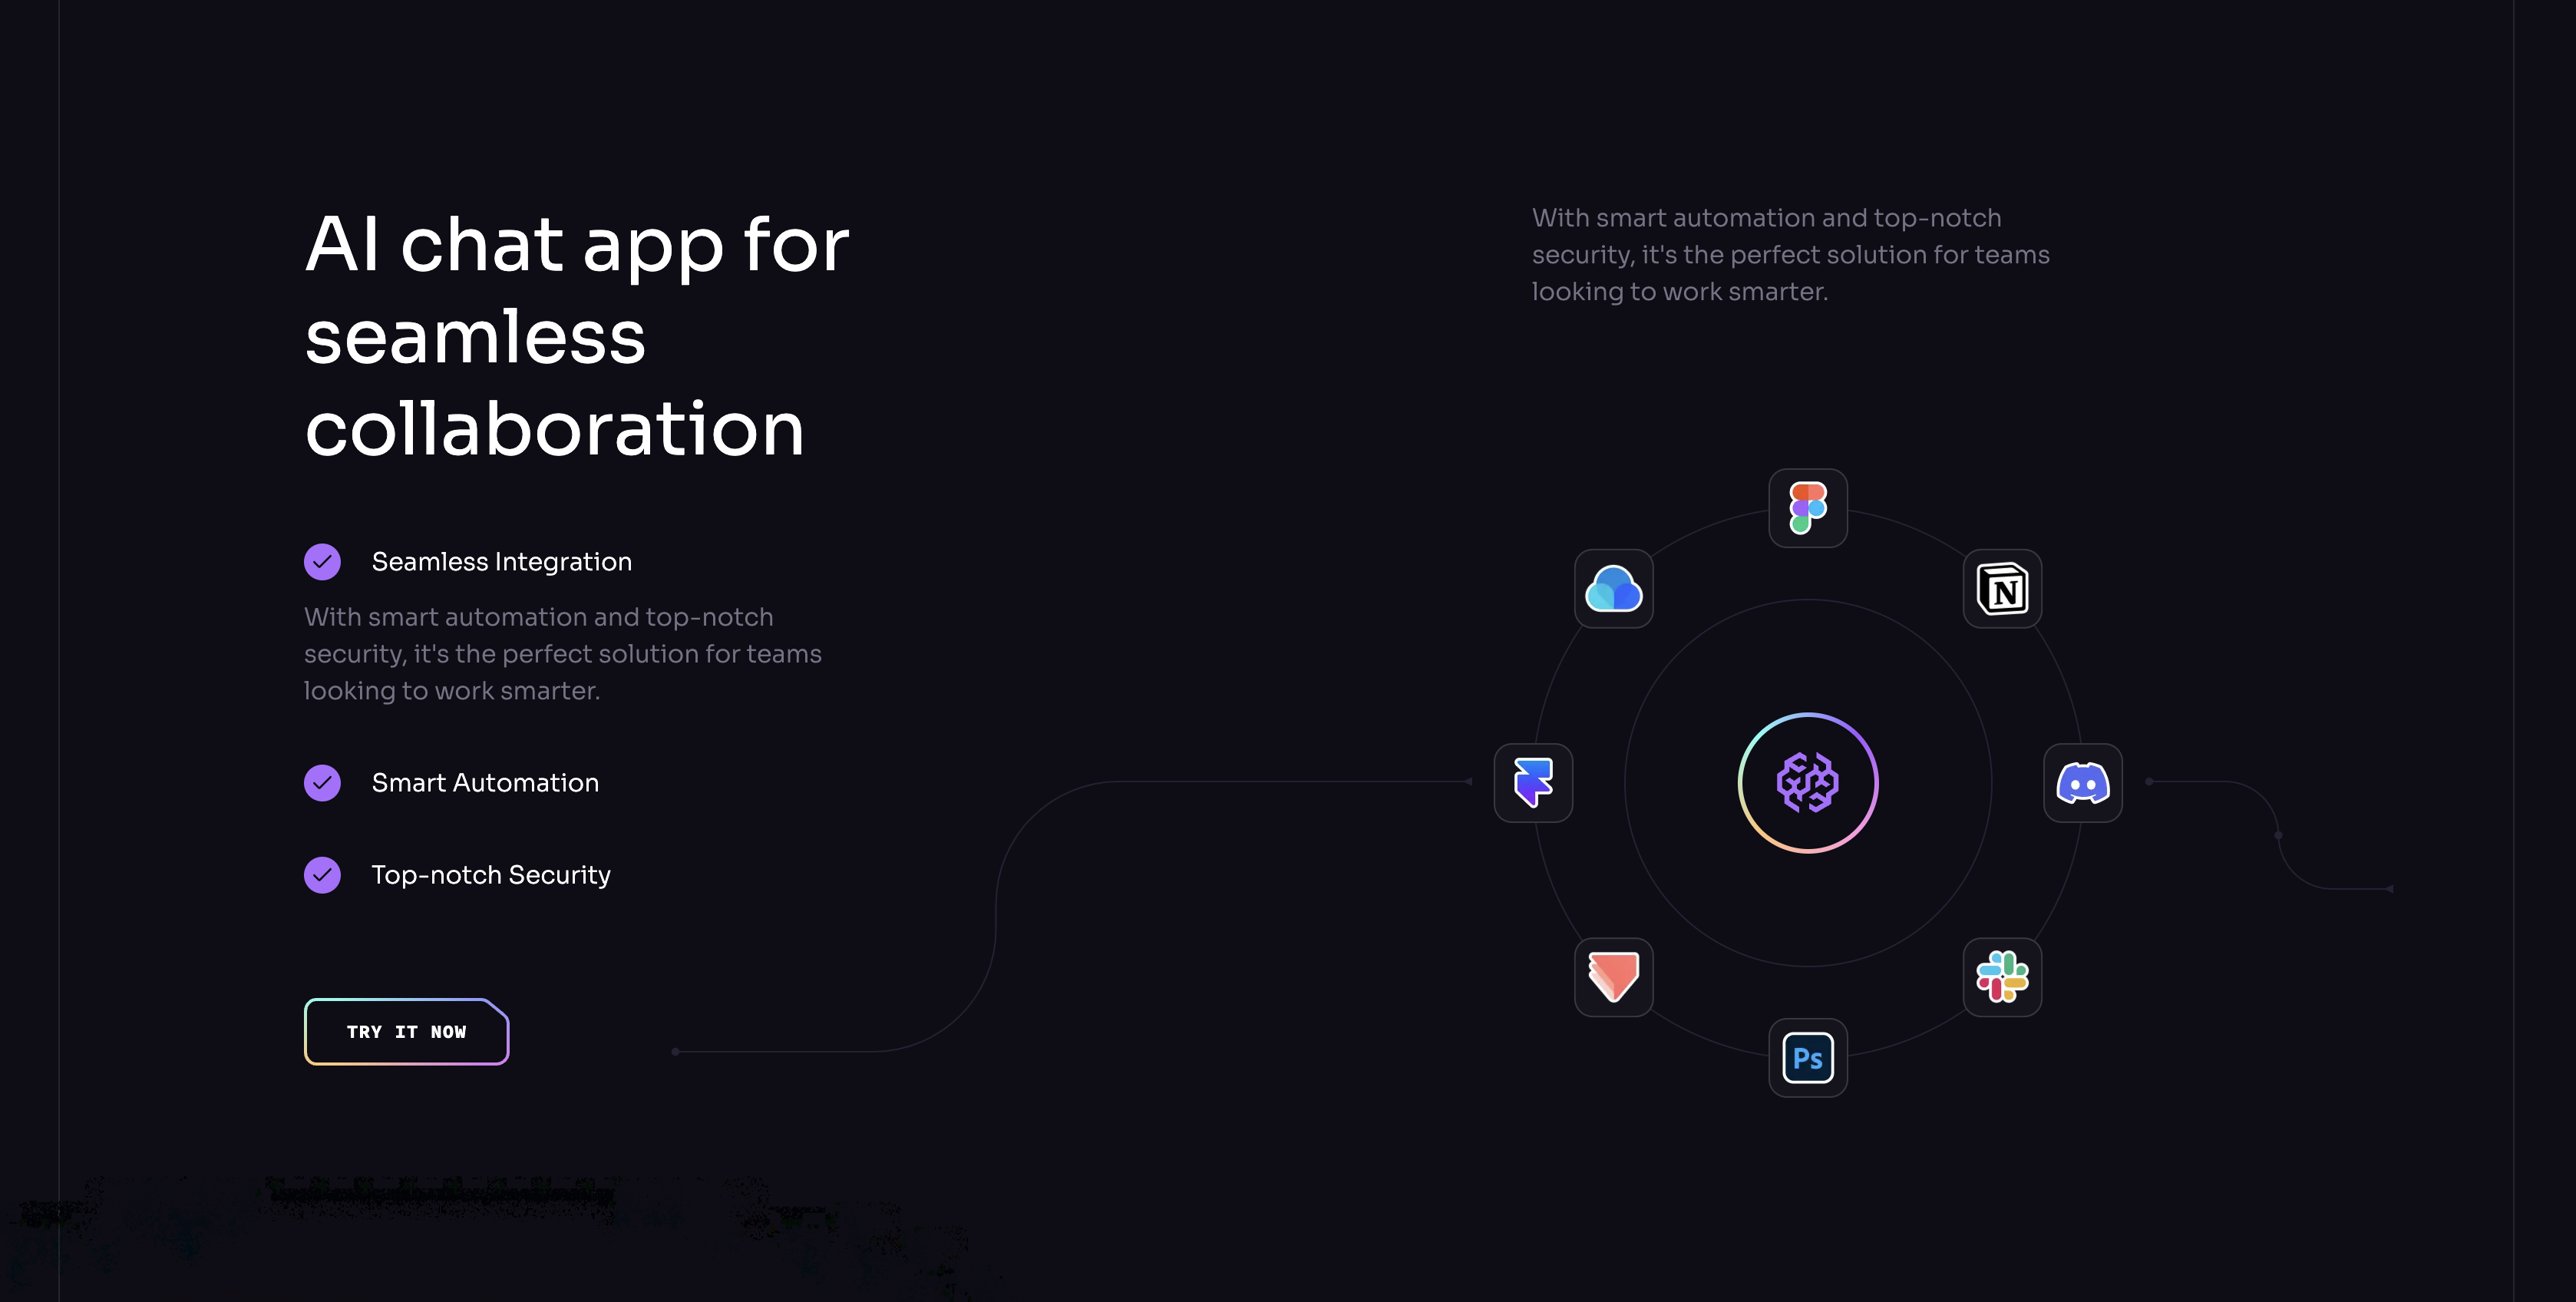 AI chat app for
seamless
collaboration
Seamless Integration
With smart automation and top-notch
security, it's the perfect solution for teams
looking to work smarter.
Smart Automation
Top-notch Security
TRY IT NOW
With smart automation and top-notch
security, it's the perfect solution for teams
looking to work smarter.
N
Ps